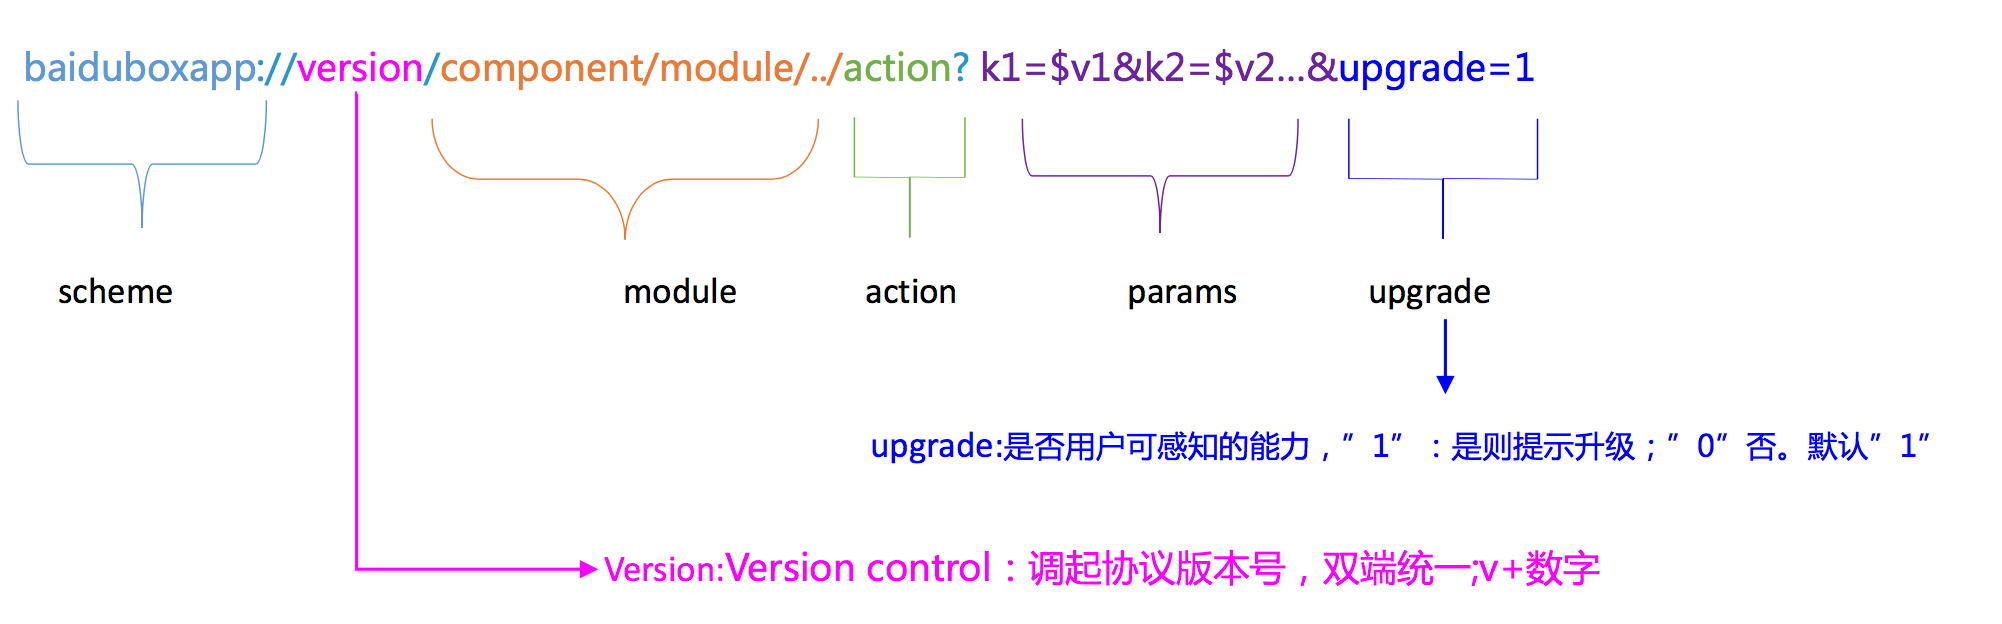 baiduboxapp://version/component/module/../action? k1=$v1&k2=$v2...&upgrade=1
scheme module action params upgrade
upgrade:是否用户可感知的能力，”1”：是则提示升级；”0”否。默认”1”
Version:Version control：调起协议版本号，双端统一;v+数字